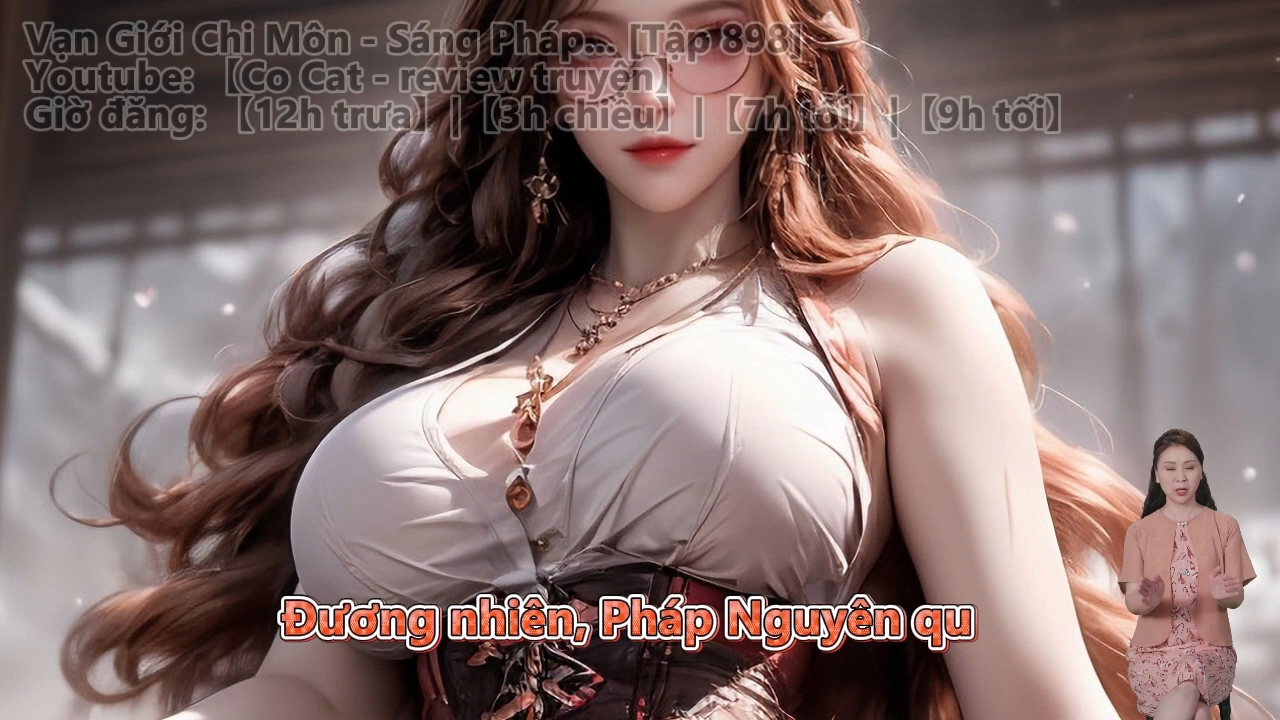 Vạn Giới Chi Môn - Sáng Pháp... [Tập 898]
Youtube: 【Co Cat - review truyện】
Giờ đăng: 【12h trưa】 | 【3h chiều】 | 【7h tối】 | 【9h tối】
Đương nhiên, Pháp Nguyên qu